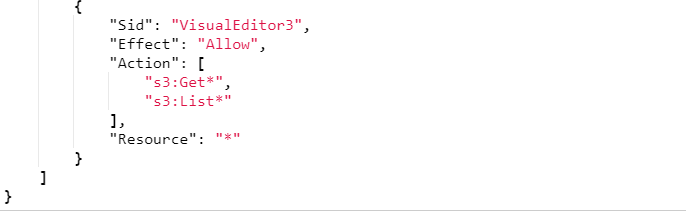 {
"Sid": "VisualEditor3",
"Effect": "Allow",
"Action": [
"s3:Get*",
"s3:List*"
],
"Resource": "*"
}
]
}